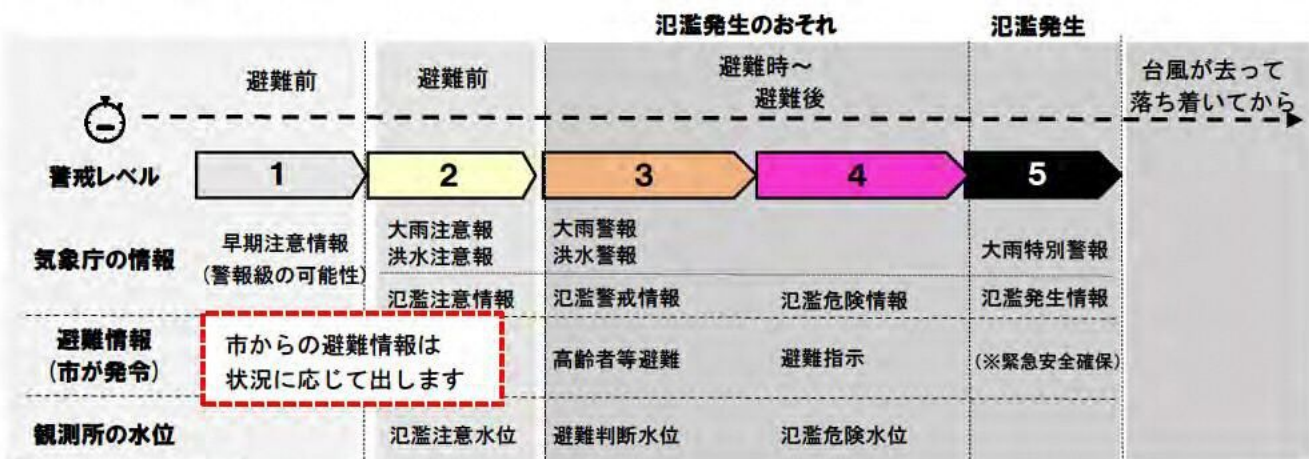 氾濫発生のおそれ
氾濫発生
避難前
避難前
避難時～
避難後
台風が去って
落ち着いてから
警戒レベル
1
2
3
4
5
気象庁の情報
早期注意情報
(警報級の可能性)
大雨注意報
洪水注意報
大雨警報
洪水警報
大雨特別警報
氾濫注意情報
氾濫警戒情報
氾濫危険情報
氾濫発生情報
避難情報
(市が発令)
市からの避難情報は
状況に応じて出します
高齢者等避難
避難指示
(※緊急安全確保)
観測所の水位
氾濫注意水位
避難判断水位
氾濫危険水位